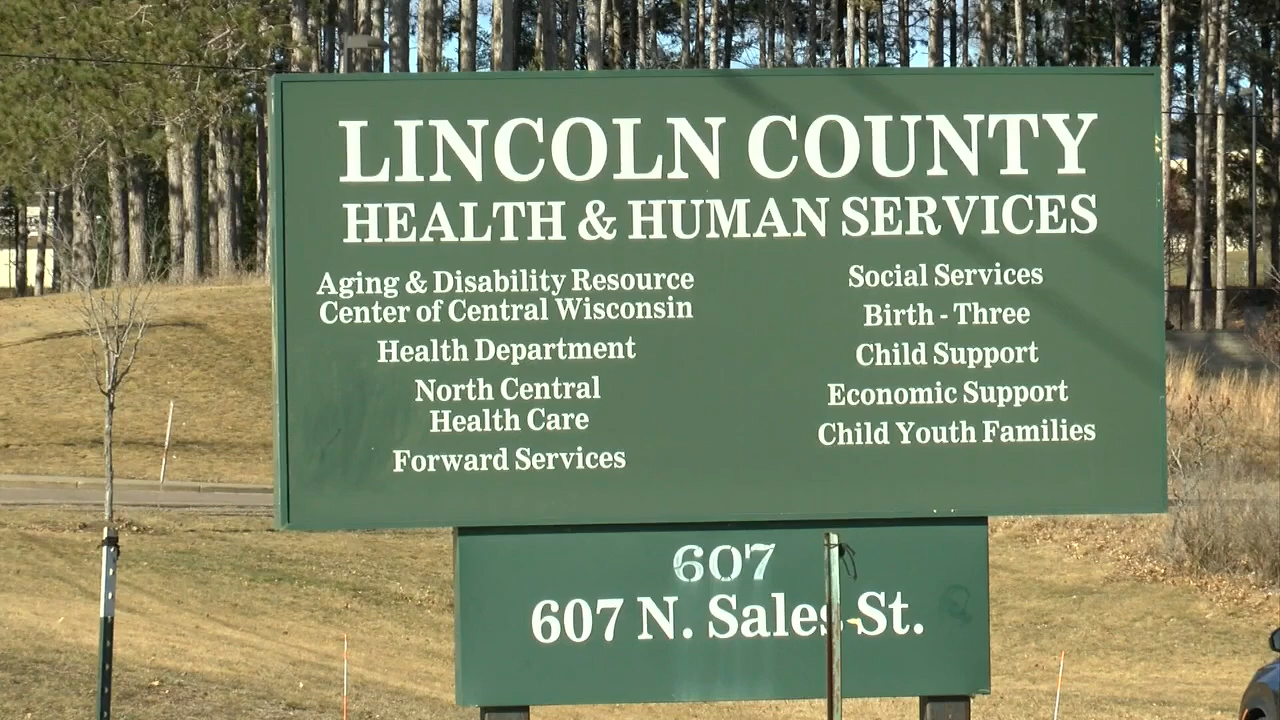 LINCOLN COUNTY
HEALTH & HUMAN SERVICES
Aging & Disability Resource
Center of Central Wisconsin
Health Department
North Central
Health Care
Forward Services
Social Services
Birth - Three
Child Support
Economic Support
Child Youth Families
607
607 N. Sales St.